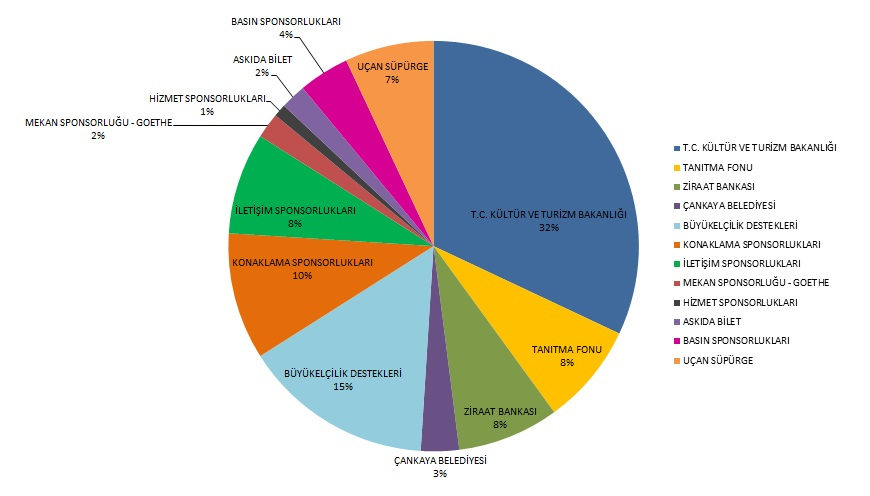 BASIN SPONSORLUKLARI
4%
UÇAN SÜPÜRGE
7%
ASKIDA BİLET
2%
HİZMET SPONSORLUKLARI
1%
MEKAN SPONSORLUĞU - GOETHE
2%
İLETİŞİM SPONSORLUKLARI
8%
T.C. KÜLTÜR VE TURİZM BAKANLIĞI
32%
KONAKLAMA SPONSORLUKLARI
10%
TANITMA FONU
8%
BÜYÜKELÇİLİK DESTEKLERİ
15%
ZİRAAT BANKASI
8%
ÇANKAYA BELEDİYESİ
3%
T.C. KÜLTÜR VE TURİZM BAKANLIĞI
TANITMA FONU
ZİRAAT BANKASI
ÇANKAYA BELEDİYESİ
BÜYÜKELÇİLİK DESTEKLERİ
KONAKLAMA SPONSORLUKLARI
İLETİŞİM SPONSORLUKLARI
MEKAN SPONSORLUĞU - GOETHE
HİZMET SPONSORLUKLARI
ASKIDA BİLET
BASIN SPONSORLUKLARI
UÇAN SÜPÜRGE